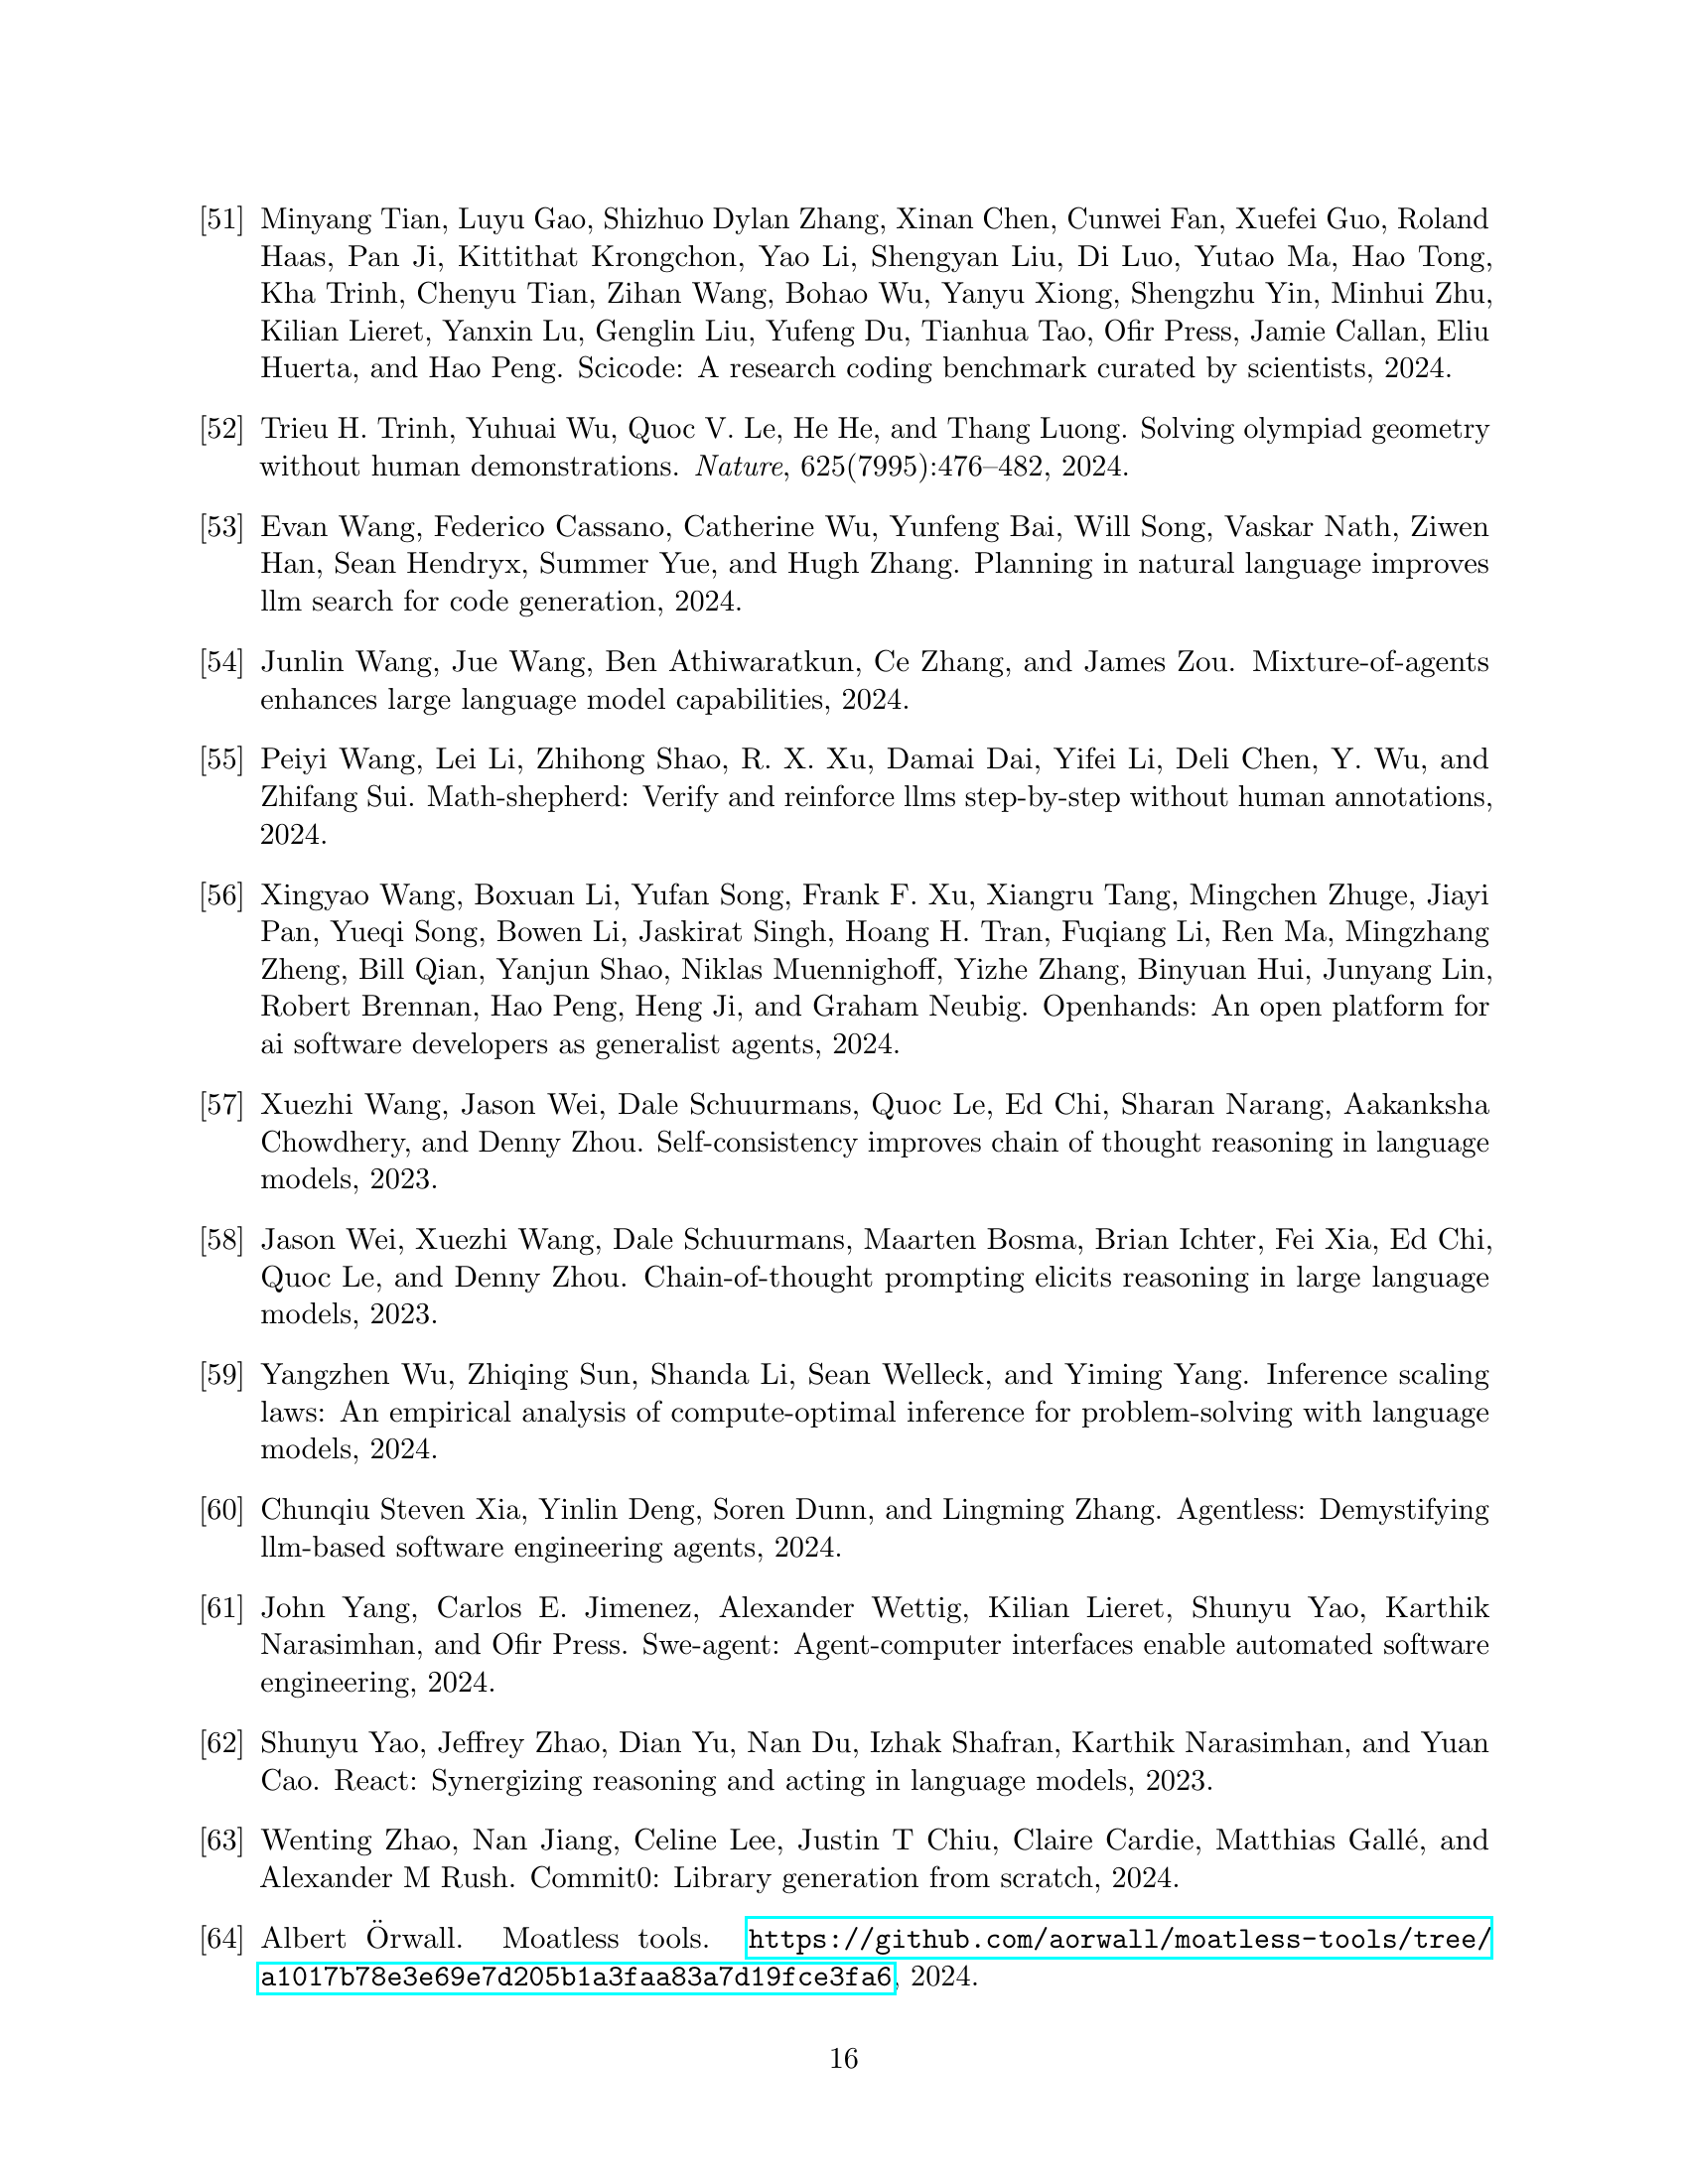 [51] Minyang Tian, Luyu Gao, Shizhuo Dylan Zhang, Xinan Chen, Cunwei Fan, Xuefei Guo, Roland
Haas, Pan Ji, Kittithat Krongchon, Yao Li, Shengyan Liu, Di Luo, Yutao Ma, Hao Tong,
Kha Trinh, Chenyu Tian, Zihan Wang, Bohao Wu, Yanyu Xiong, Shengzhu Yin, Minhui Zhu,
Kilian Lieret, Yanxin Lu, Genglin Liu, Yufeng Du, Tianhua Tao, Ofir Press, Jamie Callan, Eliu
Huerta, and Hao Peng. Scicode: A research coding benchmark curated by scientists, 2024.
[52] Trieu H. Trinh, Yuhuai Wu, Quoc V. Le, He He, and Thang Luong. Solving olympiad geometry
without human demonstrations. Nature, 625(7995):476–482, 2024.
[53] Evan Wang, Federico Cassano, Catherine Wu, Yunfeng Bai, Will Song, Vaskar Nath, Ziwen
Han, Sean Hendryx, Summer Yue, and Hugh Zhang. Planning in natural language improves
llm search for code generation, 2024.
[54] Junlin Wang, Jue Wang, Ben Athiwaratkun, Ce Zhang, and James Zou. Mixture-of-agents
enhances large language model capabilities, 2024.
[55] Peiyi Wang, Lei Li, Zhihong Shao, R. X. Xu, Damai Dai, Yifei Li, Deli Chen, Y. Wu, and
Zhifang Sui. Math-shepherd: Verify and reinforce llms step-by-step without human annotations,
2024.
[56] Xingyao Wang, Boxuan Li, Yufan Song, Frank F. Xu, Xiangru Tang, Mingchen Zhuge, Jiayi
Pan, Yueqi Song, Bowen Li, Jaskirat Singh, Hoang H. Tran, Fuqiang Li, Ren Ma, Mingzhang
Zheng, Bill Qian, Yanjun Shao, Niklas Muennighoff, Yizhe Zhang, Binyuan Hui, Junyang Lin,
Robert Brennan, Hao Peng, Heng Ji, and Graham Neubig. Openhands: An open platform for
ai software developers as generalist agents, 2024.
[57] Xuezhi Wang, Jason Wei, Dale Schuurmans, Quoc Le, Ed Chi, Sharan Narang, Aakanksha
Chowdhery, and Denny Zhou. Self-consistency improves chain of thought reasoning in language
models, 2023.
[58] Jason Wei, Xuezhi Wang, Dale Schuurmans, Maarten Bosma, Brian Ichter, Fei Xia, Ed Chi,
Quoc Le, and Denny Zhou. Chain-of-thought prompting elicits reasoning in large language
models, 2023.
[59] Yangzhen Wu, Zhiqing Sun, Shanda Li, Sean Welleck, and Yiming Yang. Inference scaling
laws: An empirical analysis of compute-optimal inference for problem-solving with language
models, 2024.
[60] Chunqiu Steven Xia, Yinlin Deng, Soren Dunn, and Lingming Zhang. Agentless: Demystifying
llm-based software engineering agents, 2024.
[61] John Yang, Carlos E. Jimenez, Alexander Wettig, Kilian Lieret, Shunyu Yao, Karthik
Narasimhan, and Ofir Press. Swe-agent: Agent-computer interfaces enable automated software
engineering, 2024.
[62] Shunyu Yao, Jeffrey Zhao, Dian Yu, Nan Du, Izhak Shafran, Karthik Narasimhan, and Yuan
Cao. React: Synergizing reasoning and acting in language models, 2023.
[63] Wenting Zhao, Nan Jiang, Celine Lee, Justin T Chiu, Claire Cardie, Matthias Gallé, and
Alexander M Rush. Commit0: Library generation from scratch, 2024.
[64] Albert Örwall. Moatless tools. https://github.com/aorwall/moatless-tools/tree/
a1017b78e3e69e7d205b1a3faa83a7d19fce3fa6, 2024.
16